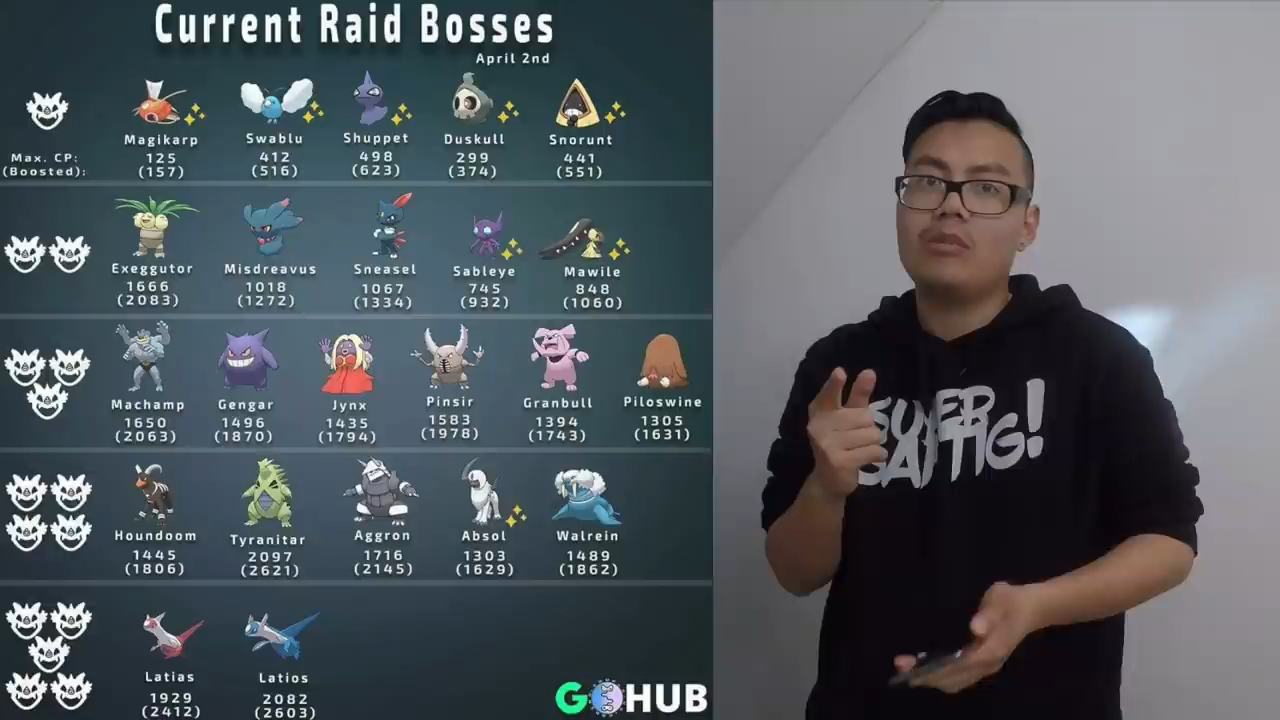 Current Raid Bosses
April 2nd
Max. CP:
(Boosted):
Magikarp Swablu Shuppet Duskull Snorunt
125 412 498 299 441
(157) (516) (623) (374) (551)
Exeggutor Misdreavus Sneasel Sableye Mawile
1666 1018 1067 745 848
(2083) (1272) (1334) (932) (1060)
Machamp Gengar Jynx Pinsir Granbull Piloswine
1650 1496 1435 1583 1394 1305
(2063) (1870) (1794) (1978) (1743) (1631)
Houndoom Tyranitar Aggron Absol Walrein
1445 2097 1716 1303 1489
(1806) (2621) (2145) (1629) (1862)
Latias Latios
1929 2082
(2412) (2603)
GOHUB